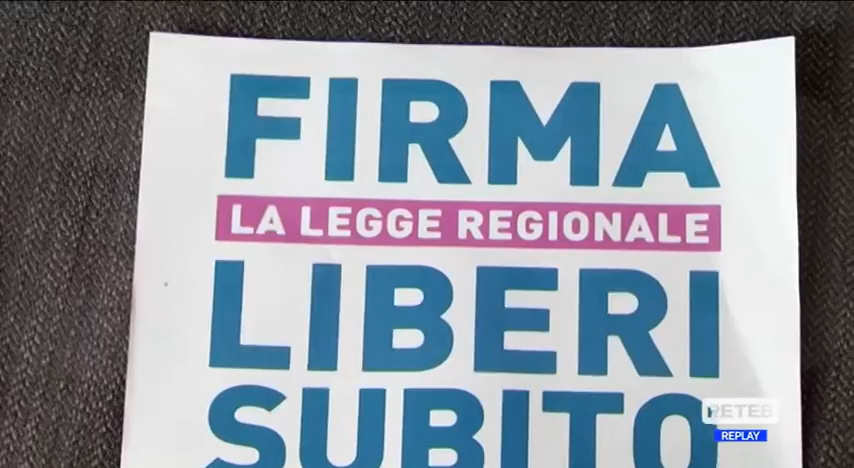 FIRMA
LA LEGGE REGIONALE
LIBERI
SUBITO
RETE8
REPLAY